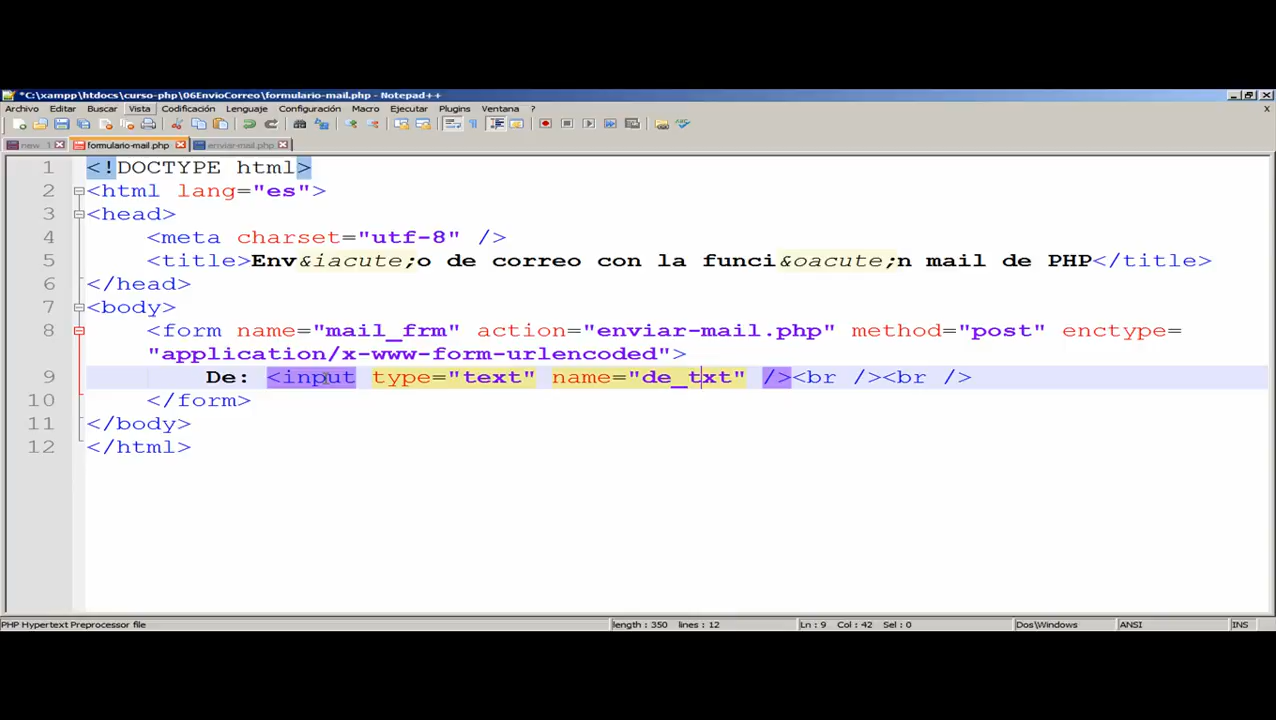 *C:\xampp\htdocs\curso-php\06EnvioCorreo\formulario-mail.php - Notepad++
Archivo Editar Buscar Vista Codificación Lenguaje Configuración Macro Ejecutar Plugins Ventana ? X
new 1 formulario-mail.php enviar-mail.php
1 <!DOCTYPE html>
2 <html lang="es">
3 <head>
4 <meta charset="utf-8" />
5 <title>Env&iacute;o de correo con la funci&oacute;n mail de PHP</title>
6 </head>
7 <body>
8 <form name="mail_frm" action="enviar-mail.php" method="post" enctype=
"application/x-www-form-urlencoded">
9 De: <input type="text" name="de_txt" /><br /><br />
10 </form>
11 </body>
12 </html>
PHP Hypertext Preprocessor file length : 350 lines : 12 Ln : 9 Col : 42 Sel : 0 Dos\Windows ANSI INS